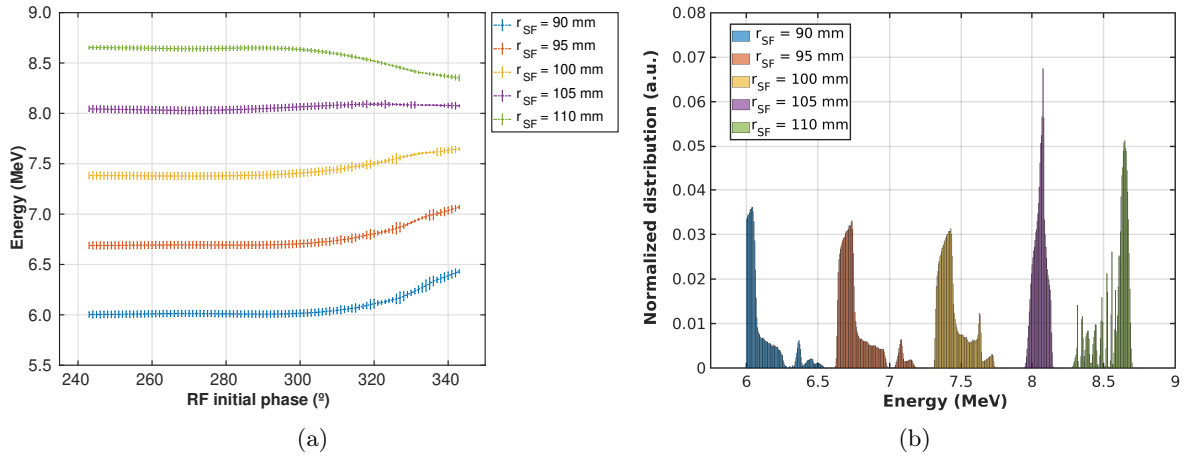 9.0
8.5
8.0
7.5
7.0
6.5
6.0
5.5
Energy (MeV)
240 260 280 300 320 340
RF initial phase (º)
r_SF = 90 mm
r_SF = 95 mm
r_SF = 100 mm
r_SF = 105 mm
r_SF = 110 mm
(a)
0.08
0.07
0.06
0.05
0.04
0.03
0.02
0.01
0
Normalized distribution (a.u.)
r_SF = 90 mm
r_SF = 95 mm
r_SF = 100 mm
r_SF = 105 mm
r_SF = 110 mm
6 6.5 7 7.5 8 8.5 9
Energy (MeV)
(b)